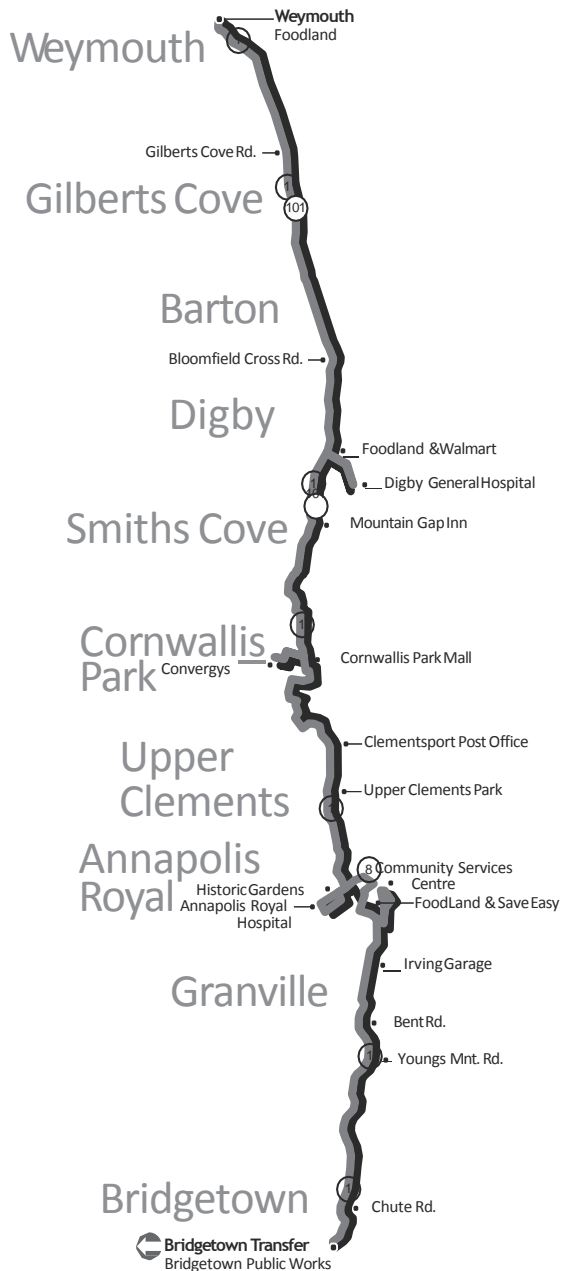 Weymouth
Foodland
Weymouth
1
Gilberts Cove Rd.
1
Gilberts Cove
101
Barton
Bloomfield Cross Rd.
Digby
Foodland & Walmart
Digby General Hospital
1
Smiths Cove
Mountain Gap Inn
1
Cornwallis
Park
Convergys
Cornwallis Park Mall
Clementsport Post Office
Upper
Clements
Upper Clements Park
1
Annapolis
Royal
8
Community Services
Centre
Historic Gardens
Annapolis Royal
Hospital
FoodLand & Save Easy
Irving Garage
Granville
Bent Rd.
1
Youngs Mnt. Rd.
Bridgetown
1
Chute Rd.
Bridgetown Transfer
Bridgetown Public Works